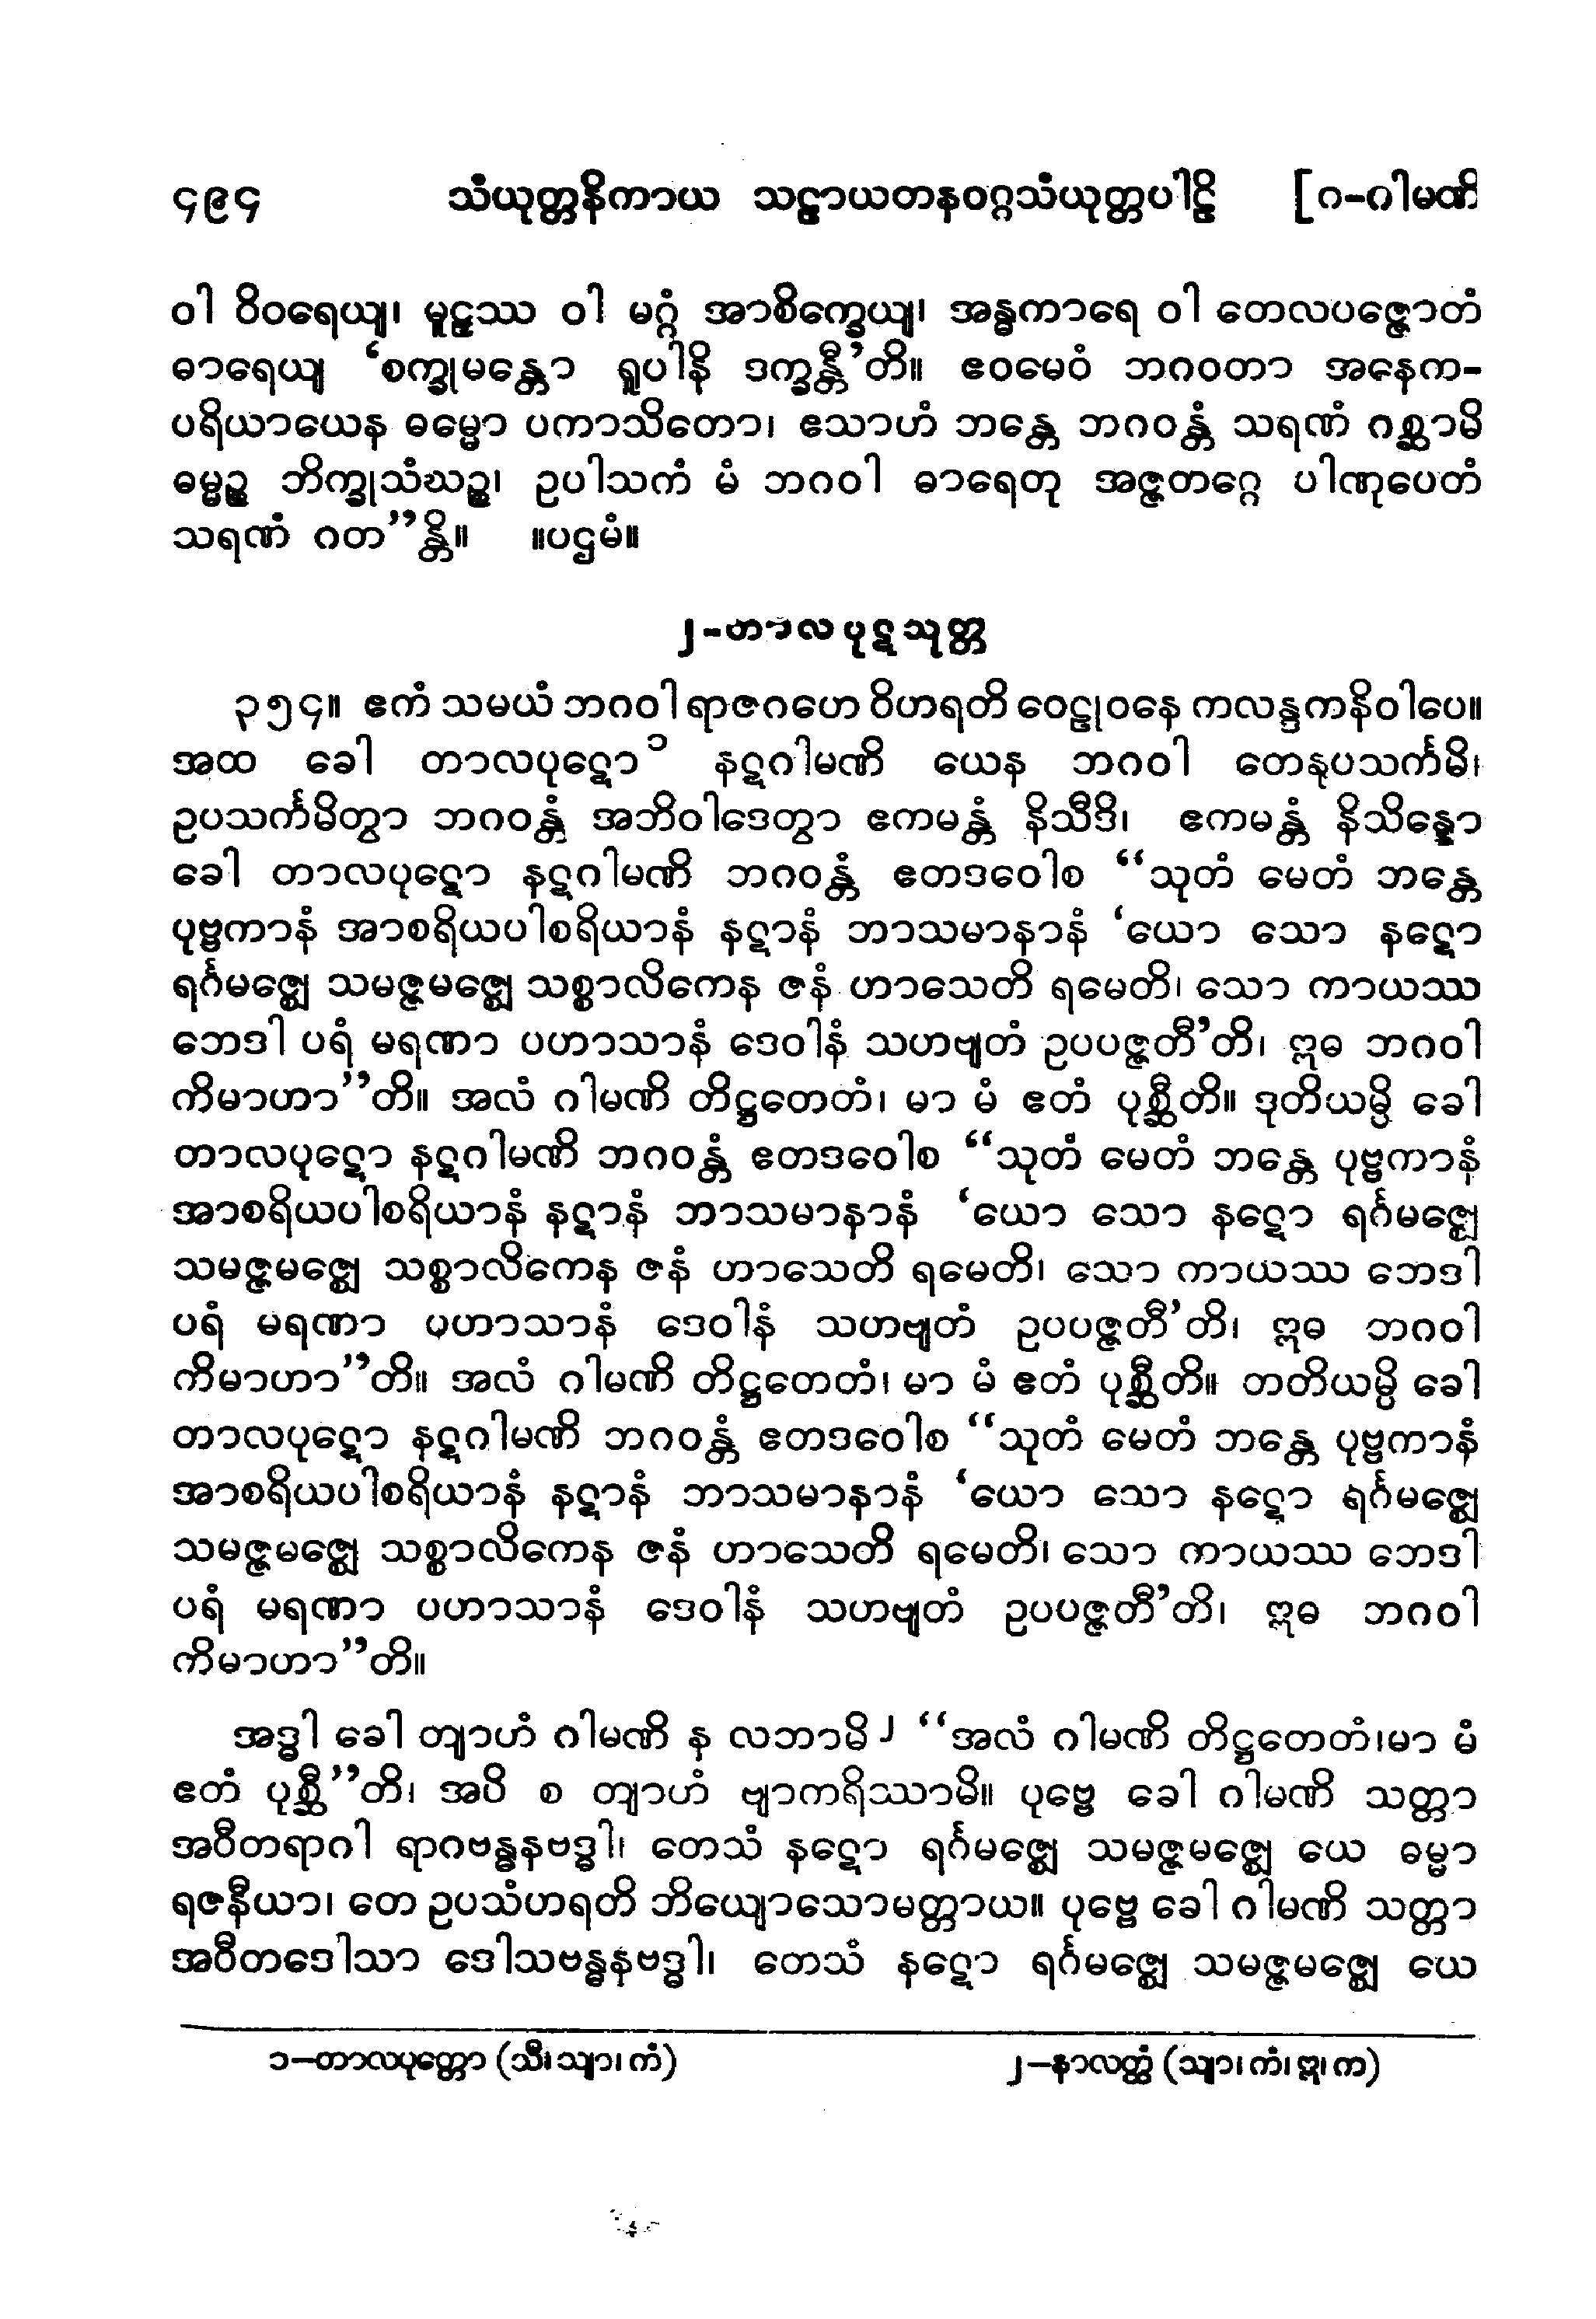 ၄၉၄ သံယုတ္တနိကာယ သဠာယတနဝဂ္ဂသံယုတ္တပါဠိ [ဂ-ဂါမဏိ
ဝါ ဝိဝရေယျ၊ မူဠှဿ ဝါ မဂ္ဂံ အာစိက္ခေယျ၊ အန္ဓကာရေ ဝါ တေလပဇ္ဇောတံ
ဓာရေယျ ‘စက္ခုမန္တော ရူပါနိ ဒက္ခန္တီ’တိ။ ဧဝမေဝံ ဘဂဝတာ အနေက-
ပရိယာယေန ဓမ္မော ပကာသိတော၊ ဧသာဟံ ဘန္တေ ဘဂဝန္တံ သရဏံ ဂစ္ဆာမိ
ဓမ္မဉ္စ ဘိက္ခုသံဃဉ္စ၊ ဥပါသကံ မံ ဘဂဝါ ဓာရေတု အဇ္ဇတဂ္ဂေ ပါဏုပေတံ
သရဏံ ဂတ”န္တိ။ ။ပဌမံ။
၂-တာလပုဋသုတ္တ
၃၅၄။ ဧကံ သမယံ ဘဂဝါ ရာဇဂဟေ ဝိဟရတိ ဝေဠုဝနေ ကလန္ဒကနိဝါပေ။
အထ ခေါ တာလပုဋော၁ နဋဂါမဏိ ယေန ဘဂဝါ တေနုပသင်္ကမိ၊
ဥပသင်္ကမိတွာ ဘဂဝန္တံ အဘိဝါဒေတွာ ဧကမန္တံ နိသီဒိ၊ ဧကမန္တံ နိသိန္နော
ခေါ တာလပုဋော နဋဂါမဏိ ဘဂဝန္တံ ဧတဒဝေါစ “သုတံ မေတံ ဘန္တေ
ပုဗ္ဗကာနံ အာစရိယပါစရိယာနံ နဋာနံ ဘာသမာနာနံ ‘ယော သော နဋော
ရင်္ဂမဇ္ဈေ သမဇ္ဇမဇ္ဈေ သစ္စာလိကေန ဇနံ ဟာသေတိ ရမေတိ၊ သော ကာယဿ
ဘေဒါ ပရံ မရဏာ ပဟာသာနံ ဒေဝါနံ သဟဗျတံ ဥပပဇ္ဇတီ’တိ၊ ဣဓ ဘဂဝါ
ကိမာဟာ”တိ။ အလံ ဂါမဏိ တိဋ္ဌတေတံ၊ မာ မံ ဧတံ ပုစ္ဆီတိ။ ဒုတိယမ္ပိ ခေါ
တာလပုဋော နဋဂါမဏိ ဘဂဝန္တံ ဧတဒဝေါစ “သုတံ မေတံ ဘန္တေ ပုဗ္ဗကာနံ
အာစရိယပါစရိယာနံ နဋာနံ ဘာသမာနာနံ ‘ယော သော နဋော ရင်္ဂမဇ္ဈေ
သမဇ္ဇမဇ္ဈေ သစ္စာလိကေန ဇနံ ဟာသေတိ ရမေတိ၊ သော ကာယဿ ဘေဒါ
ပရံ မရဏာ ပဟာသာနံ ဒေဝါနံ သဟဗျတံ ဥပပဇ္ဇတီ’တိ၊ ဣဓ ဘဂဝါ
ကိမာဟာ”တိ။ အလံ ဂါမဏိ တိဋ္ဌတေတံ၊ မာ မံ ဧတံ ပုစ္ဆီတိ။ တတိယမ္ပိ ခေါ
တာလပုဋော နဋဂါမဏိ ဘဂဝန္တံ ဧတဒဝေါစ “သုတံ မေတံ ဘန္တေ ပုဗ္ဗကာနံ
အာစရိယပါစရိယာနံ နဋာနံ ဘာသမာနာနံ ‘ယော သော နဋော ရင်္ဂမဇ္ဈေ
သမဇ္ဇမဇ္ဈေ သစ္စာလိကေန ဇနံ ဟာသေတိ ရမေတိ၊ သော ကာယဿ ဘေဒါ
ပရံ မရဏာ ပဟာသာနံ ဒေဝါနံ သဟဗျတံ ဥပပဇ္ဇတီ’တိ၊ ဣဓ ဘဂဝါ
ကိမာဟာ”တိ။
အဒ္ဓါ ခေါ တျာဟံ ဂါမဏိ န လဘာမိ၂ “အလံ ဂါမဏိ တိဋ္ဌတေတံ၊မာ မံ
ဧတံ ပုစ္ဆီ”တိ၊ အပိ စ တျာဟံ ဗျာကရိဿာမိ။ ပုဗ္ဗေ ခေါ ဂါမဏိ သတ္တာ
အဝီတရာဂါ ရာဂဗန္ဓနဗဒ္ဓါ၊ တေသံ နဋော ရင်္ဂမဇ္ဈေ သမဇ္ဇမဇ္ဈေ ယေ ဓမ္မာ
ရဇနီယာ၊ တေ ဥပသံဟရတိ ဘိယျောသောမတ္တာယ။ ပုဗ္ဗေ ခေါ ဂါမဏိ သတ္တာ
အဝီတဒေါသာ ဒေါသဗန္ဓနဗဒ္ဓါ၊ တေသံ နဋော ရင်္ဂမဇ္ဈေ သမဇ္ဇမဇ္ဈေ ယေ
၁-တာလပုတ္တော (သီ၊ သျာ၊ ကံ) ၂-နာလတ္ထံ (သျာ၊ ကံ၊ ဣ၊ က)